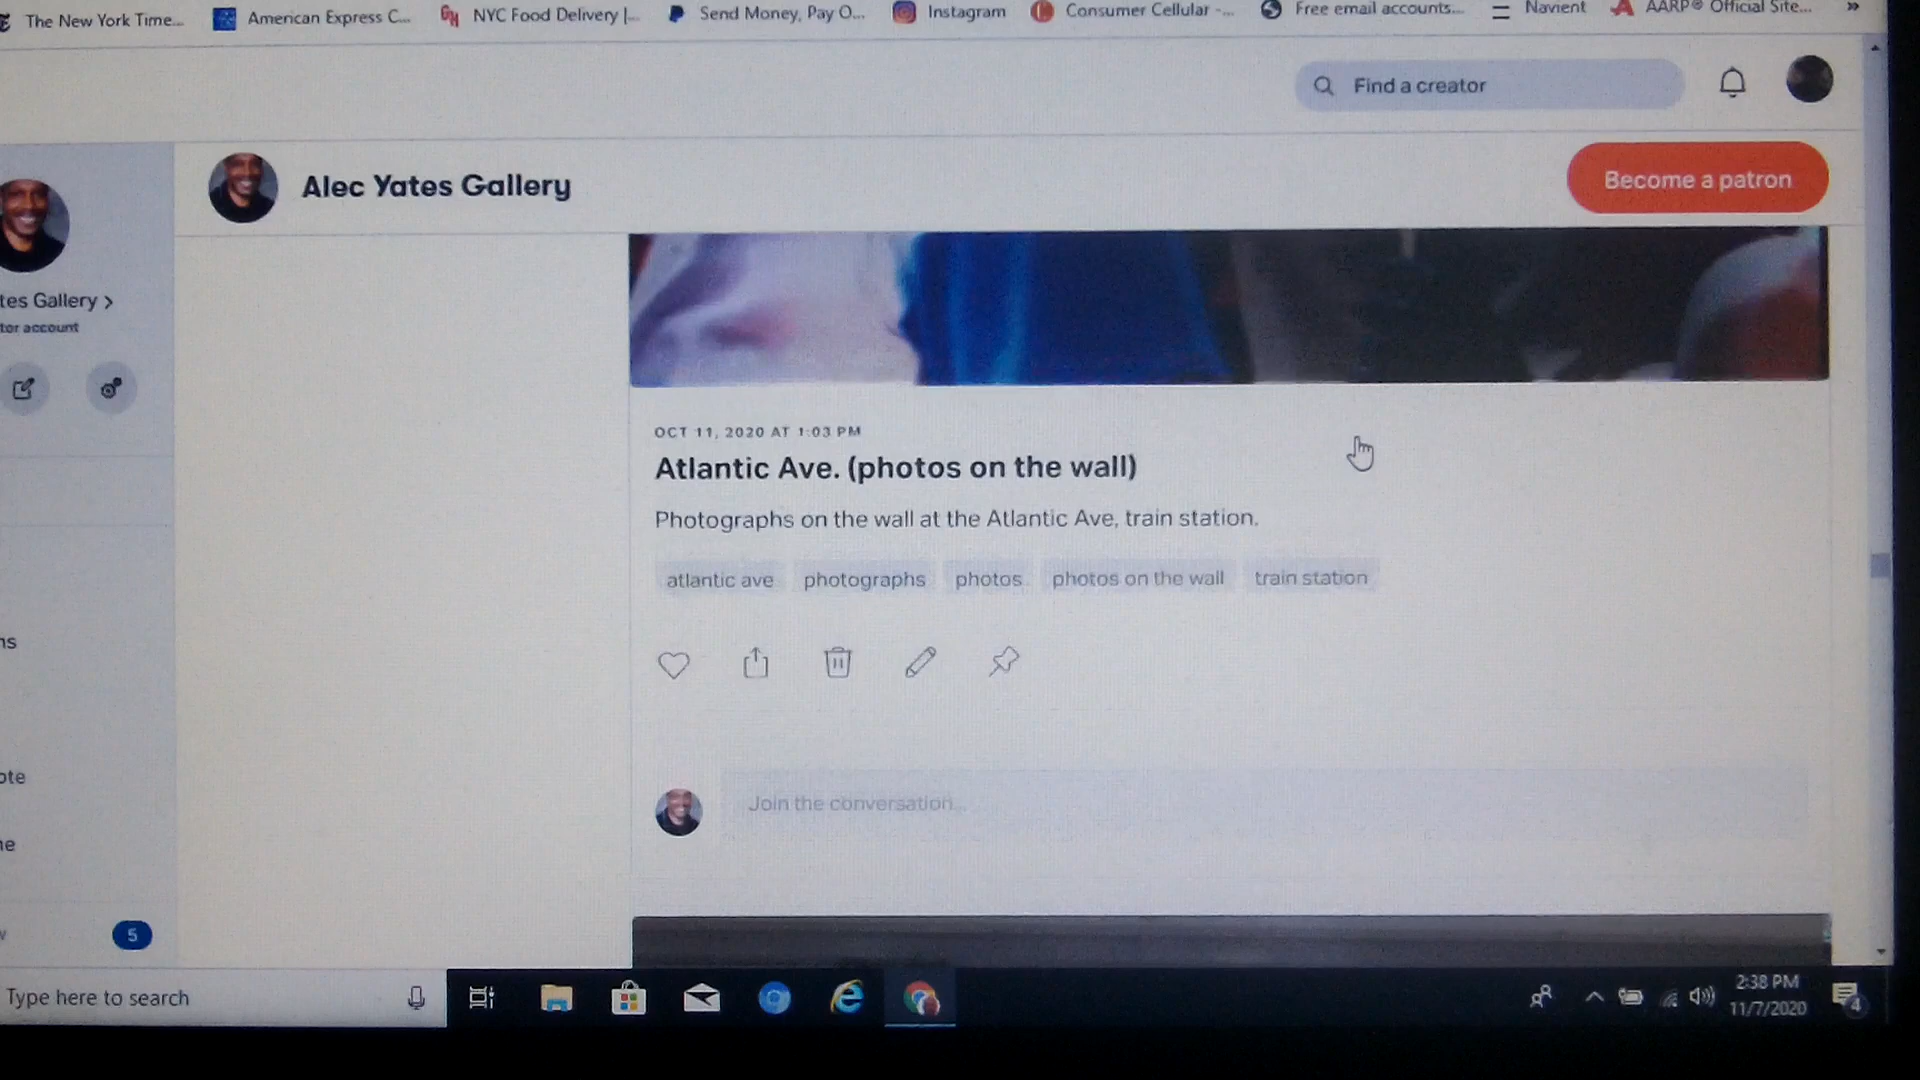 The New York Time...
American Express C...
NYC Food Delivery |...
Send Money, Pay O...
Instagram
Consumer Cellular -...
Free email accounts...
Navient
AARP® Official Site...
»
Find a creator
Alec Yates Gallery
Become a patron
tes Gallery >
tor account
OCT 11, 2020 AT 1:03 PM
Atlantic Ave. (photos on the wall)
Photographs on the wall at the Atlantic Ave, train station.
atlantic ave photographs photos photos on the wall train station
ns
ote
Join the conversation...
ne
5
Type here to search
2:38 PM
11/7/2020
4